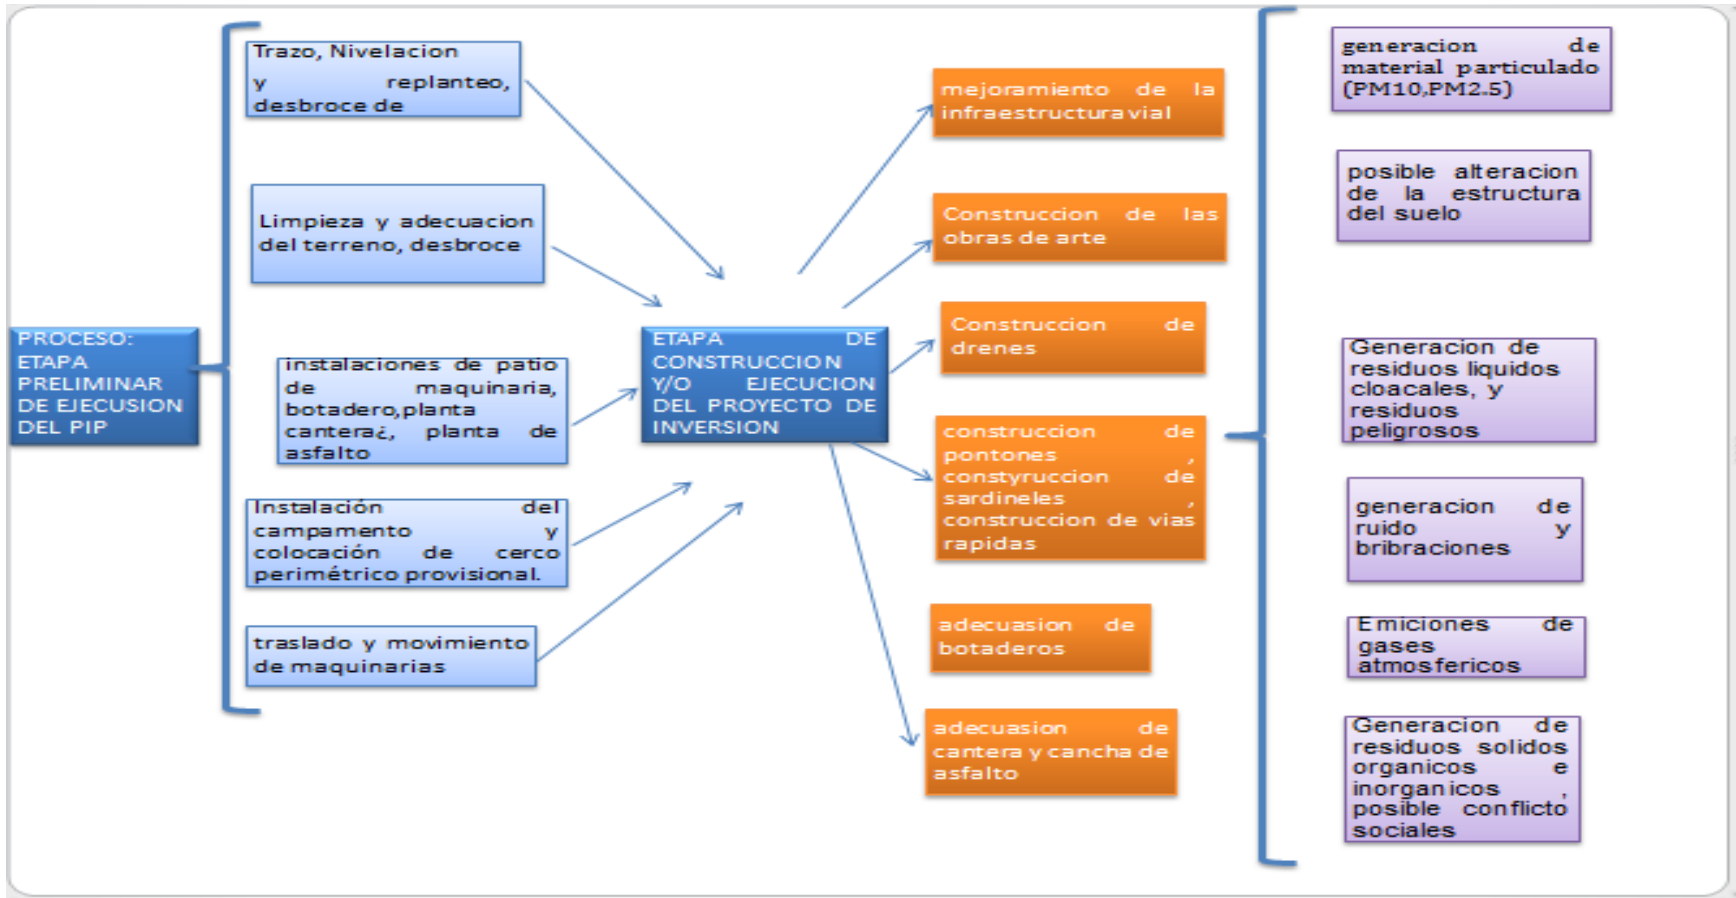 PROCESO:
ETAPA
PRELIMINAR
DE EJECUSION
DEL PIP
Trazo, Nivelacion
y replanteo,
desbroce de
Limpieza y adecuacion
del terreno, desbroce
instalaciones de patio
de maquinaria,
botadero,planta
cantera¿, planta de
asfalto
Instalación del
campamento y
colocación de cerco
perimétrico provisional.
traslado y movimiento
de maquinarias
ETAPA DE
CONSTRUCCION
Y/O EJECUCION
DEL PROYECTO DE
INVERSION
mejoramiento de la
infraestructura vial
Construccion de las
obras de arte
Construccion de
drenes
construccion de
pontones ,
constyruccion de
sardineles ,
construccion de vias
rapidas
adecuasion de
botaderos
adecuasion de
cantera y cancha de
asfalto
generacion de
material particulado
(PM10,PM2.5)
posible alteracion
de la estructura
del suelo
Generacion de
residuos liquidos
cloacales, y
residuos
peligrosos
generacion de
ruido y
bribraciones
Emiciones de
gases
atmosfericos
Generacion de
residuos solidos
organicos e
inorganicos ,
posible conflicto
sociales